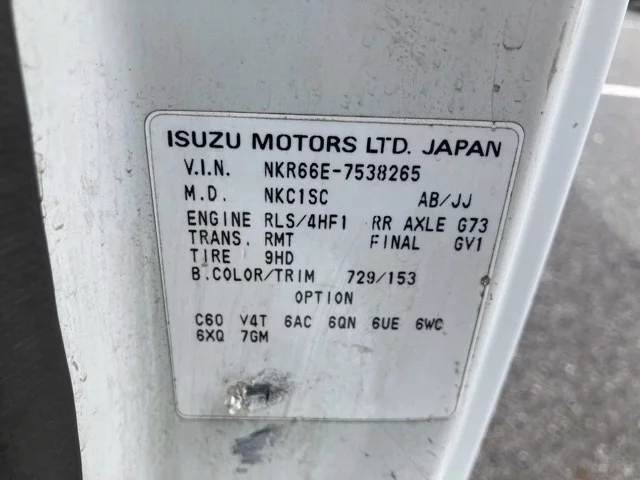 ISUZU MOTORS LTD. JAPAN
V.I.N. NKR66E-7538265
M.D. NKC1SC AB/JJ
ENGINE RLS/4HF1 RR AXLE G73
TRANS. RMT FINAL GV1
TIRE 9HD
B.COLOR/TRIM 729/153
OPTION
C60 V4T 6AC 6QN 6UE 6WC
6XQ 7GM